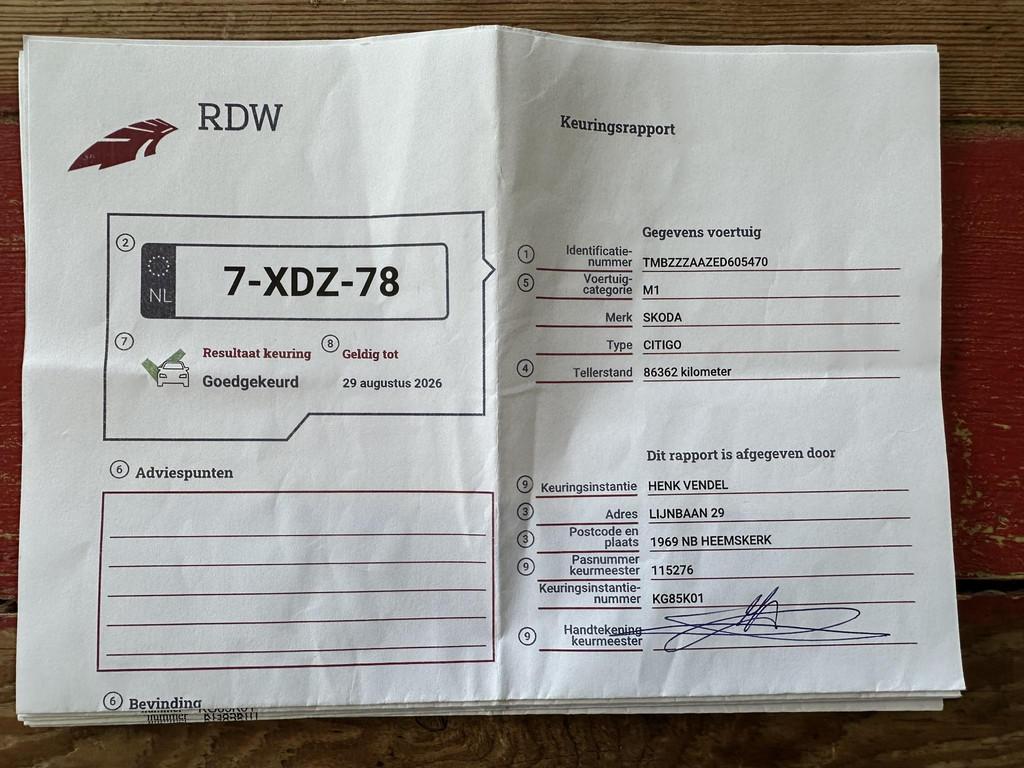 RDW
Keuringsrapport
2
NL
7-XDZ-78
7
Resultaat keuring
8
Geldig tot
Goedgekeurd
29 augustus 2026
6 Adviespunten
6 Bevinding
Gegevens voertuig
1 Identificatie-
nummer TMBZZZAAZED605470
5 Voertuig-
categorie M1
Merk SKODA
Type CITIGO
4 Tellerstand 86362 kilometer
Dit rapport is afgegeven door
9 Keuringsinstantie HENK VENDEL
3 Adres LIJNBAAN 29
3 Postcode en
plaats 1969 NB HEEMSKERK
9 Pasnummer
keurmeester 115276
Keuringsinstantie-
nummer KG85K01
9 Handtekening
keurmeester